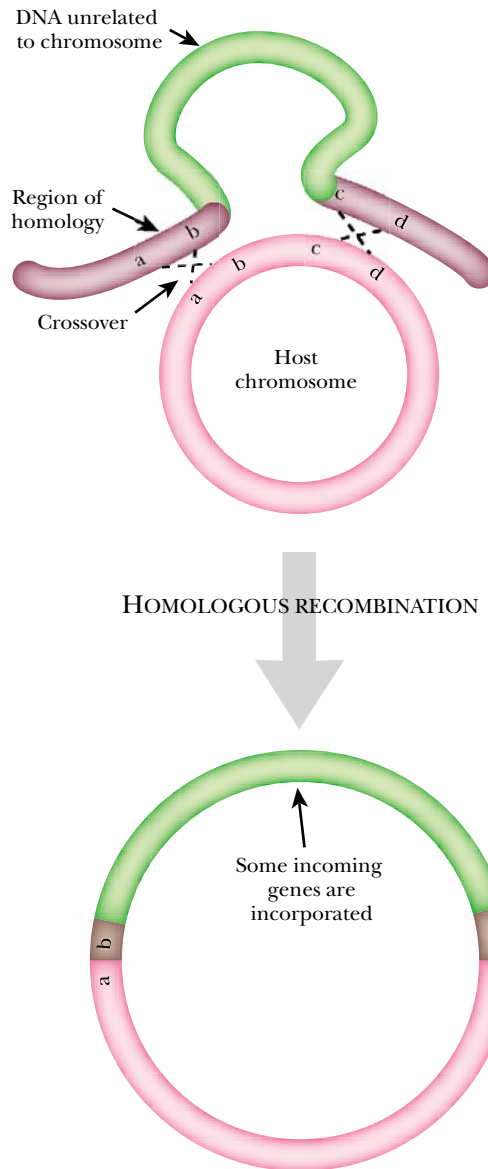 DNA unrelated
to chromosome
Region of
homology
a
b
c
d
Crossover
a
b
c
d
Host
chromosome
HOMOLOGOUS RECOMBINATION
Some incoming
genes are
incorporated
b
a